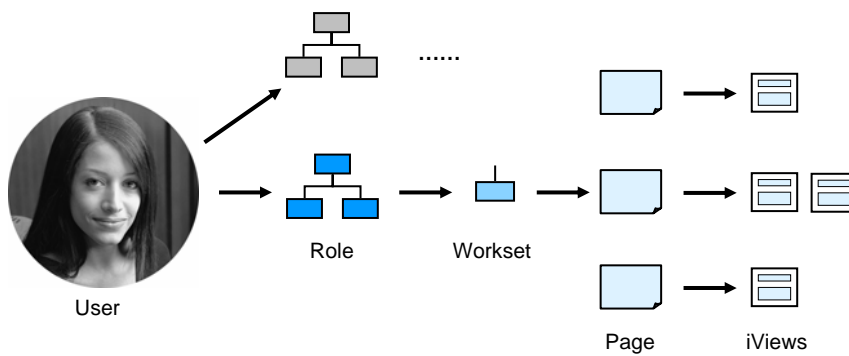 ......
Role
Workset
User
Page
iViews